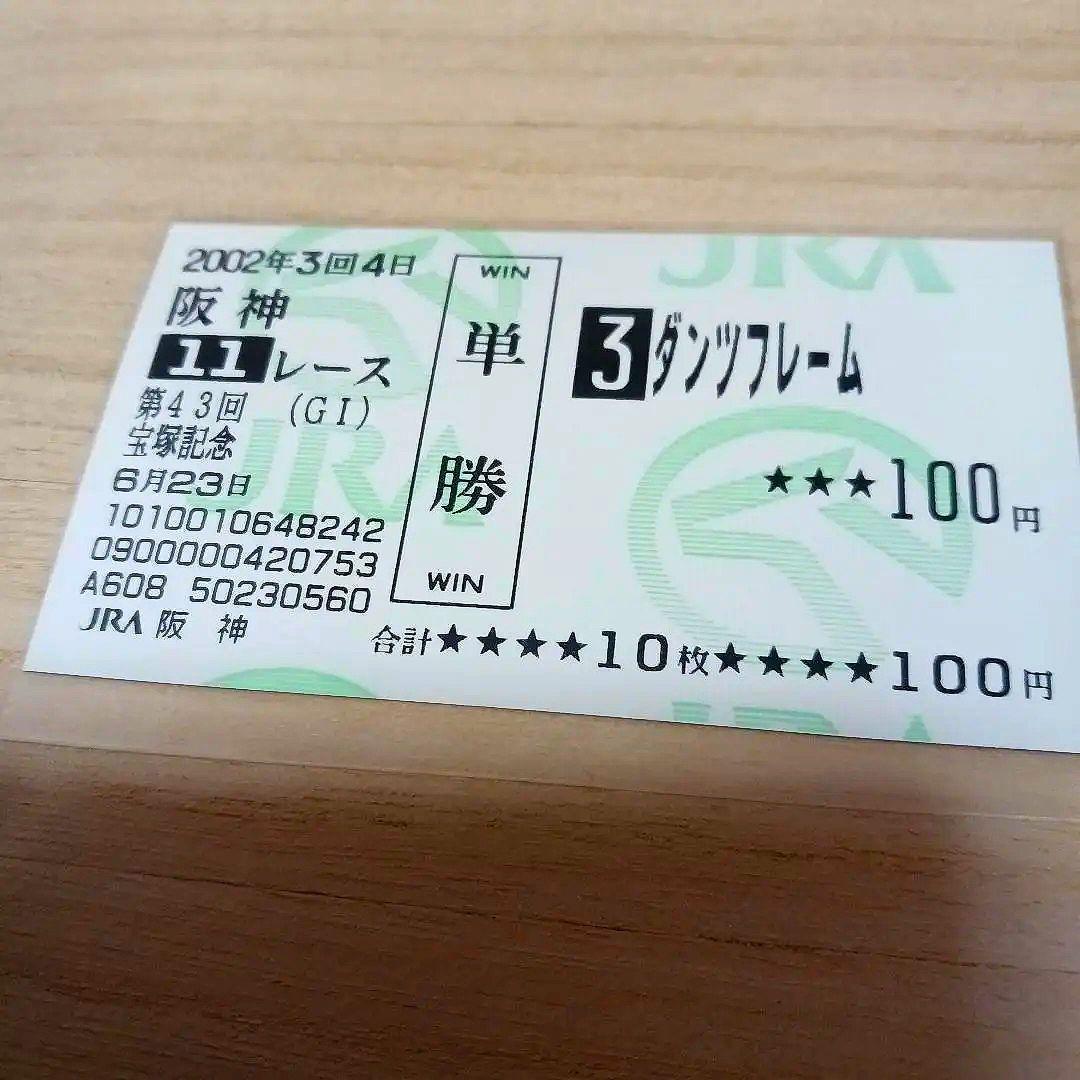 2002年3回4日
阪神
11レース
第43回 (GI)
宝塚記念
6月23日
1010010648242
0900000420753
A608 50230560
JRA 阪 神
WIN
単
勝
WIN
3 ダンツフレーム
★★★100円
合計★★★★10枚★★★★100円
JRA
JRA
JRA